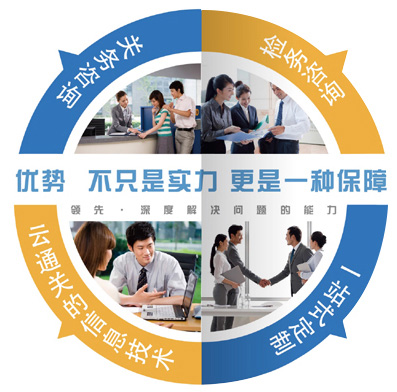 关务咨询
检务咨询
优势 不只是实力 更是一种保障
领先·深度解决问题的能力
云通关的信息技术
一站式定制